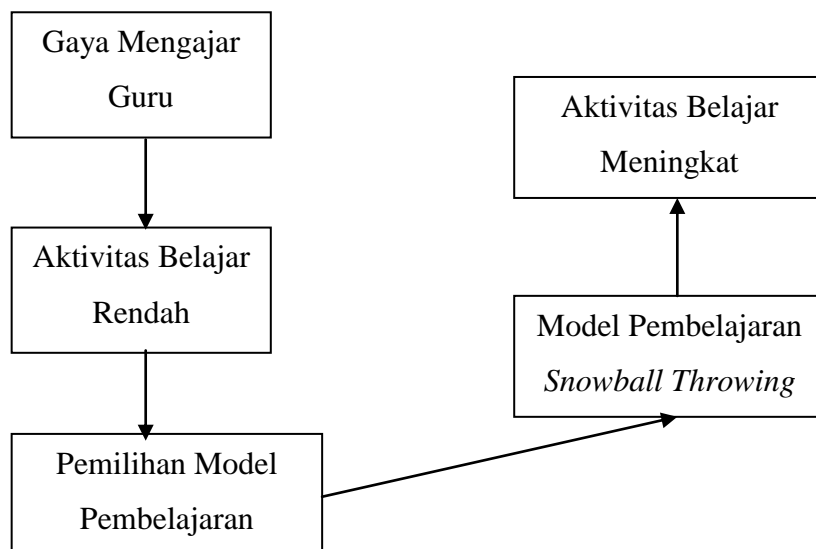 Gaya Mengajar
Guru
Aktivitas Belajar
Rendah
Pemilihan Model
Pembelajaran
Model Pembelajaran
Snowball Throwing
Aktivitas Belajar
Meningkat